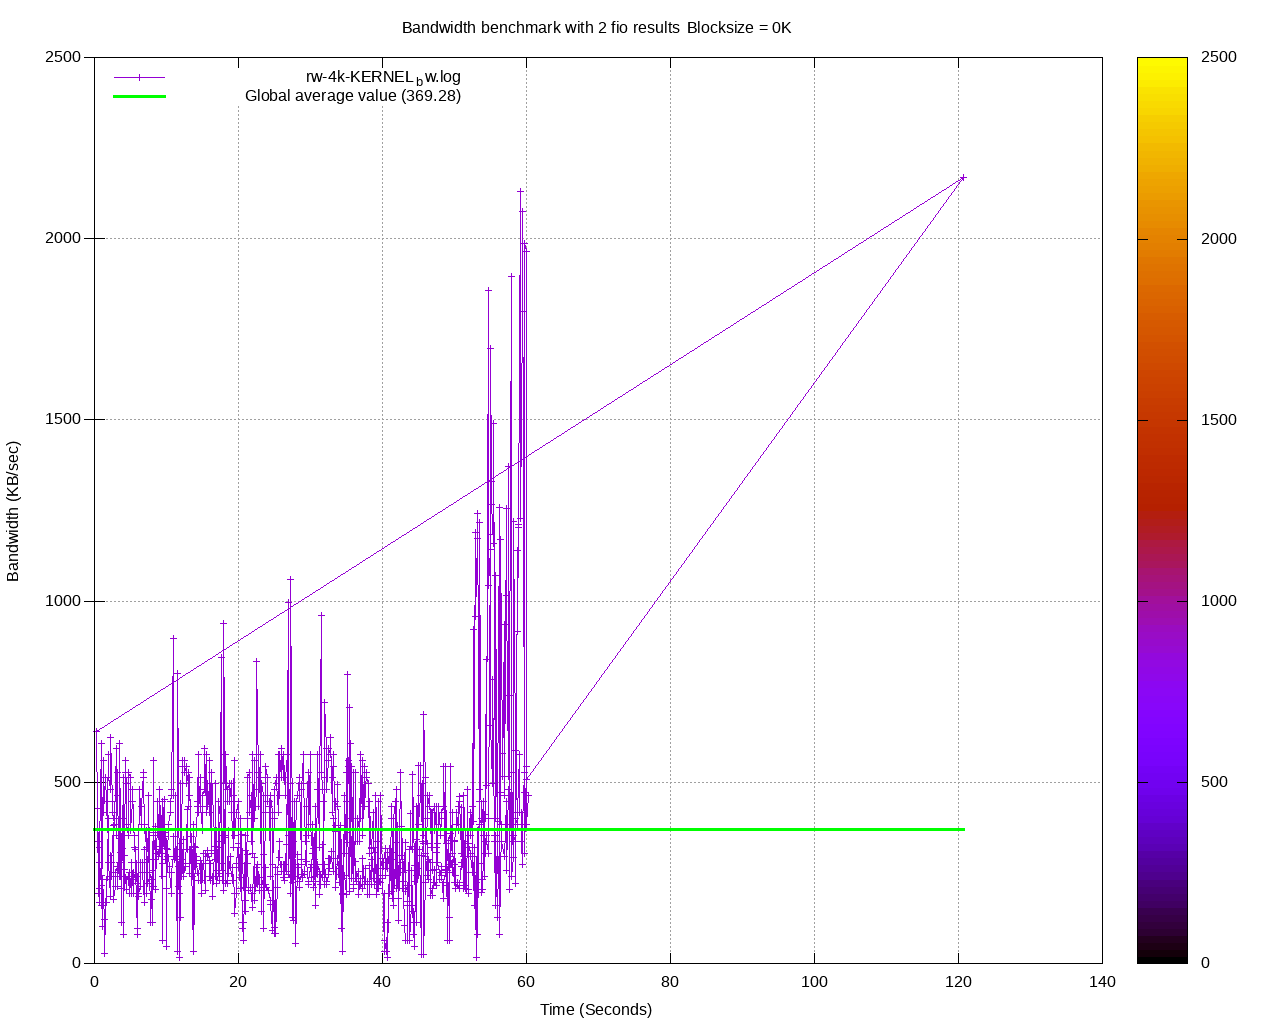 Bandwidth benchmark with 2 fio results Blocksize = 0K
rw-4k-KERNEL_bw.log
Global average value (369.28)
2500
2000
1500
1000
500
0
0 20 40 60 80 100 120 140
Time (Seconds)
Bandwidth (KB/sec)
2500
2000
1500
1000
500
0